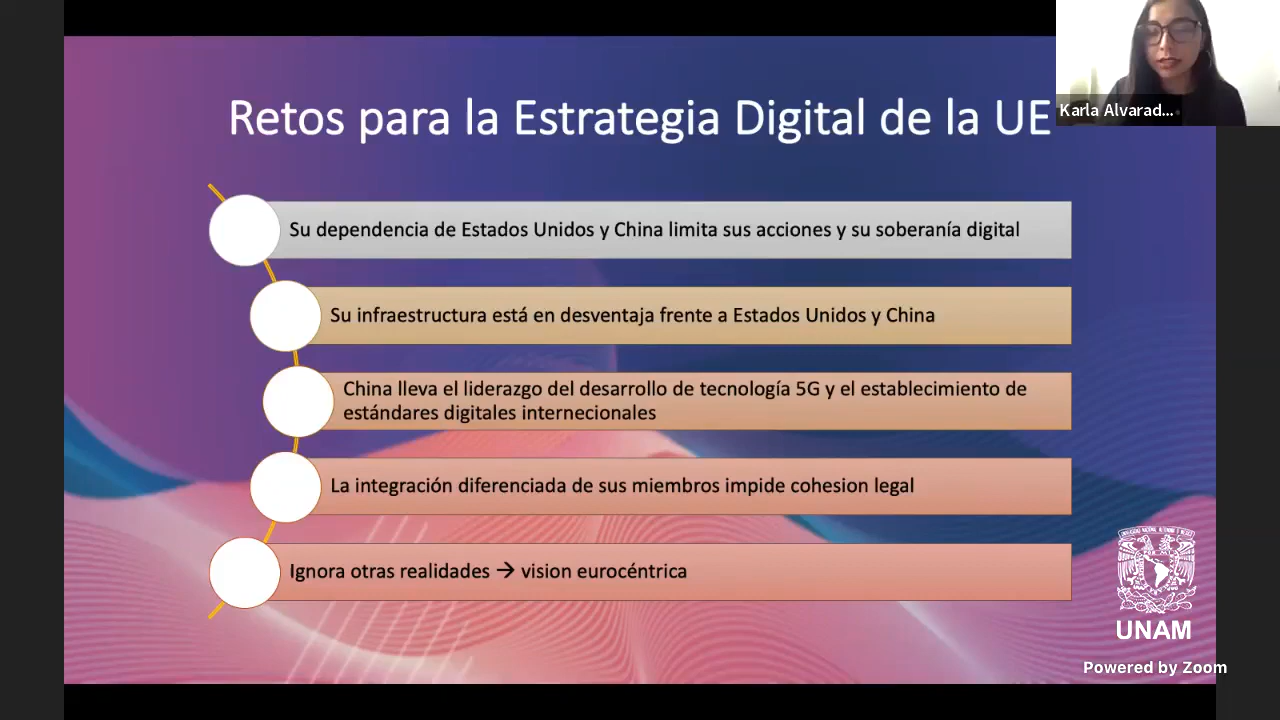 Retos para la Estrategia Digital de la UE
Karla Alvarad...
Su dependencia de Estados Unidos y China limita sus acciones y su soberanía digital
Su infraestructura está en desventaja frente a Estados Unidos y China
China lleva el liderazgo del desarrollo de tecnología 5G y el establecimiento de
estándares digitales internecionales
La integración diferenciada de sus miembros impide cohesion legal
Ignora otras realidades → vision eurocéntrica
UNAM
Powered by Zoom